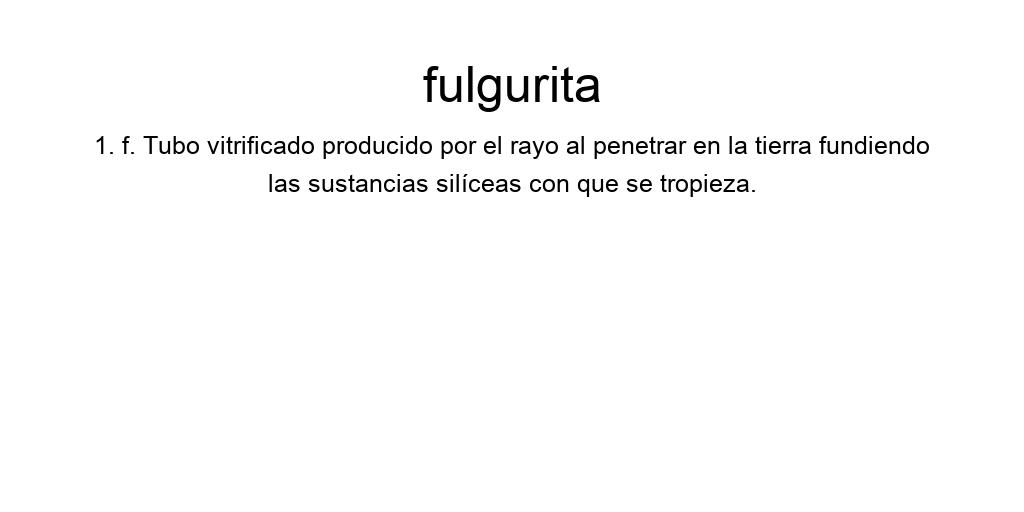 fulgurita
1. f. Tubo vitrificado producido por el rayo al penetrar en la tierra fundiendo
las sustancias silíceas con que se tropieza.